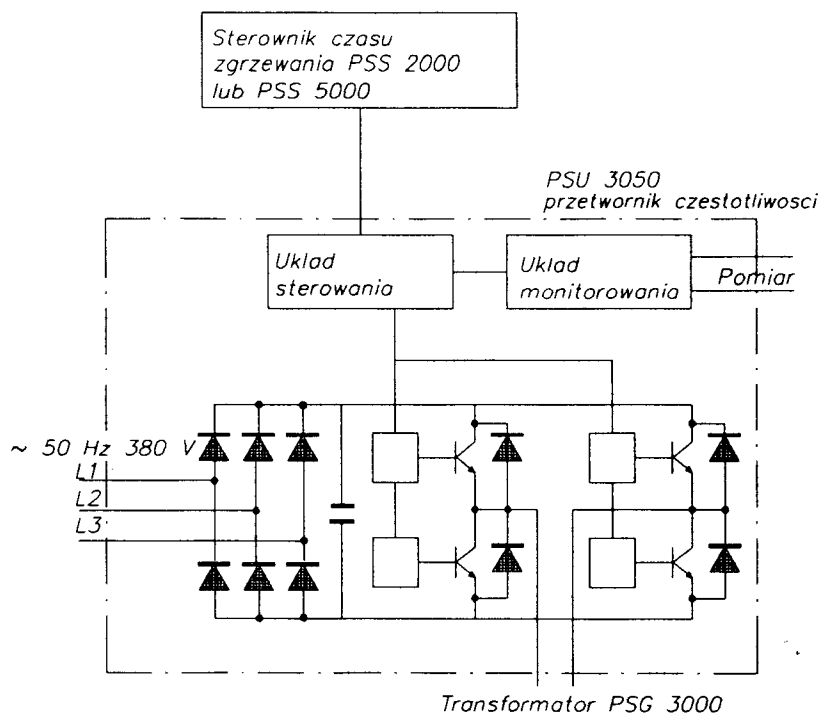 Sterownik czasu
zgrzewania PSS 2000
lub PSS 5000
PSU 3050
przetwornik czestotliwosci
Uklad
sterowania
Uklad
monitorowania
Pomiar
~ 50 Hz 380 V
L1
L2
L3
Transformator PSG 3000